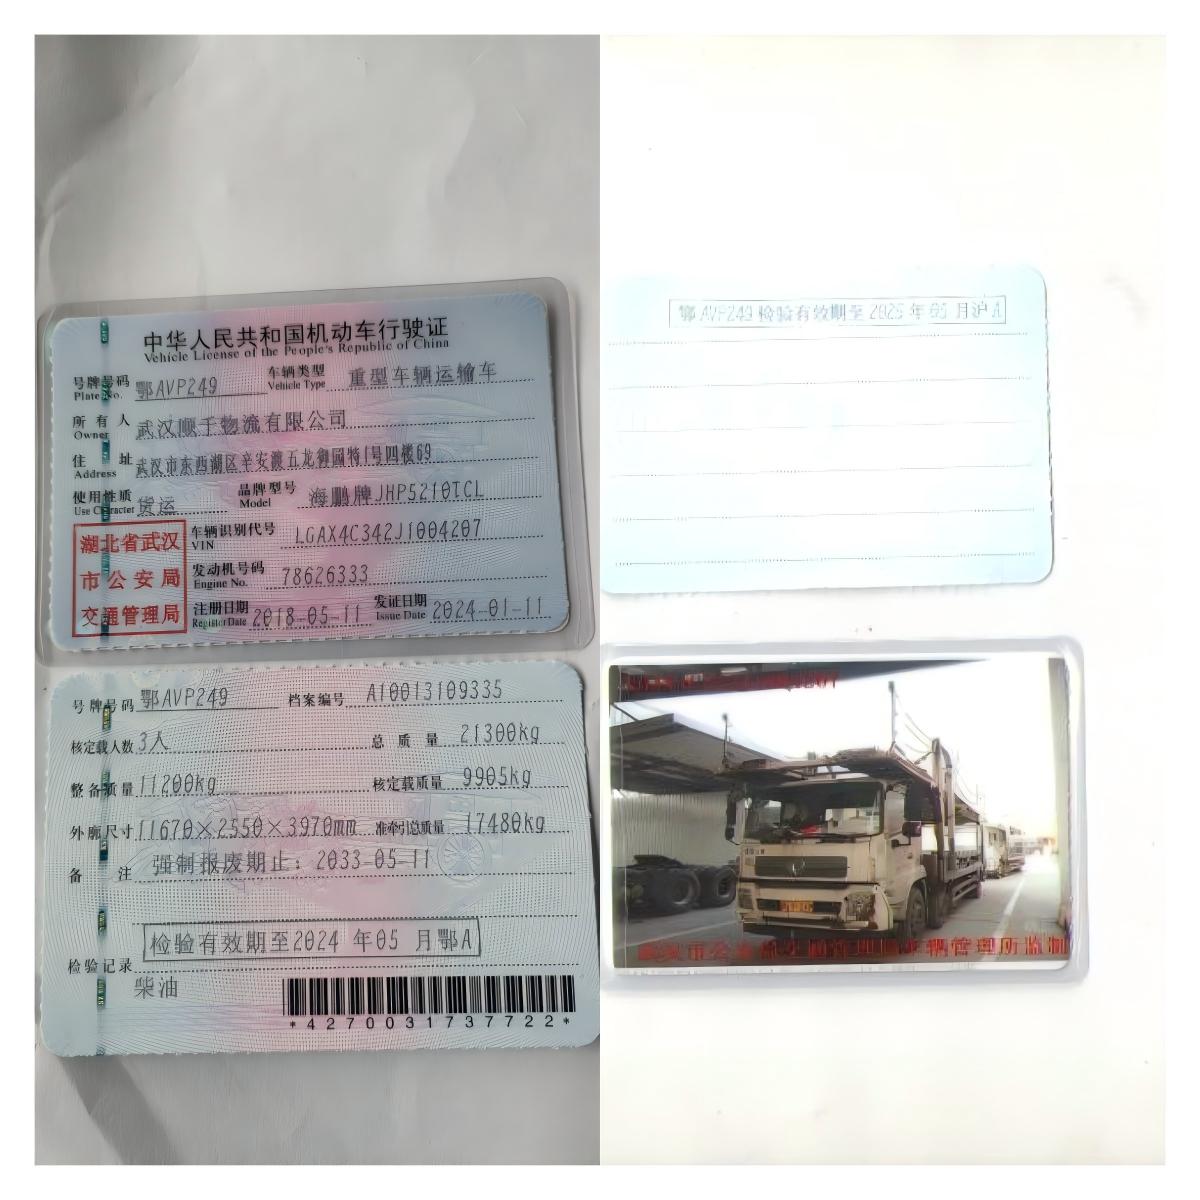 中华人民共和国机动车行驶证
Vehicle License of the People's Republic of China
号牌号码 鄂AVP249 车辆类型 重型车辆运输车
Plate No. Vehicle Type
所有人 武汉顺手物流有限公司
Owner
住址 武汉市东西湖区辛安渡五龙御园特1号四楼69
Address
使用性质 货运 品牌型号 海鹏牌JHP5210TCL
Use Character Model
湖北省武汉
市公安局
交通管理局
车辆识别代号 LGAX4C342J1004207
VIN
发动机号码 78626333
Engine No.
注册日期 2018-05-11 发证日期 2024-01-11
Register Date Issue Date
号牌号码 鄂AVP249 档案编号 A10013109335
核定载人数 3人 总质量 21300kg
整备质量 11200kg 核定载质量 9905kg
外廓尺寸 11670×2550×3970mm 准牵引总质量 17480kg
备注 强制报废期止：2033-05-11
检验有效期至2024 年05 月鄂A
检验记录
柴油
*4270031737722*
鄂AVP249 检验有效期至 2025 年 05 月沪A
车辆管理所监制